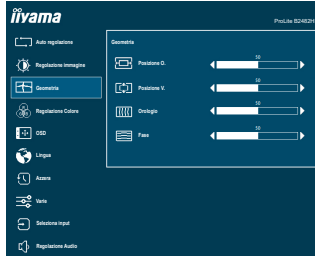 iiyama
ProLite B2482H
Auto regolazione
Regolazione immagine
Geometria
Regolazione Colore
OSD
Lingua
Azzera
Varie
Seleziona input
Regolazione Audio
Geometria
Posizione O.
50
Posizione V.
50
Orologio
50
Fase
50